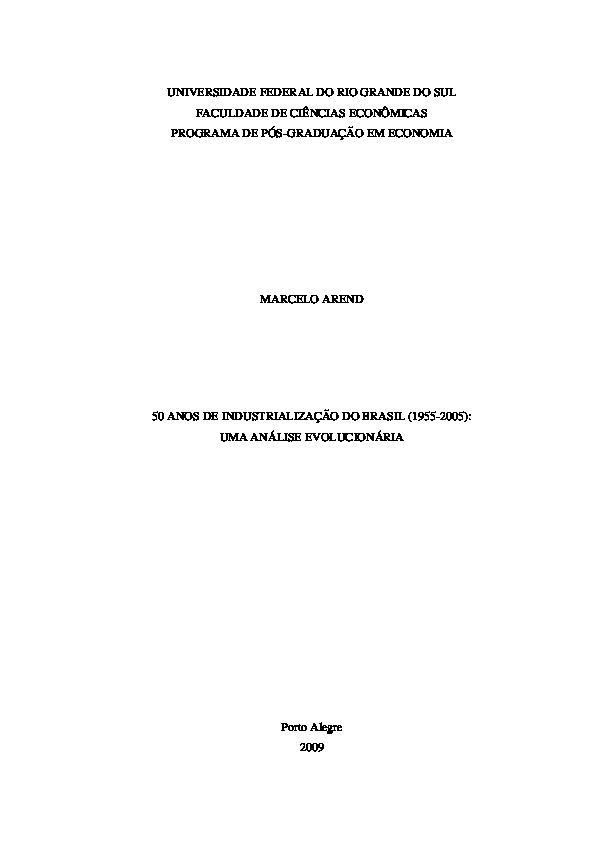 UNIVERSIDADE FEDERAL DO RIO GRANDE DO SUL
FACULDADE DE CIÊNCIAS ECONÔMICAS
PROGRAMA DE PÓS-GRADUAÇÃO EM ECONOMIA
MARCELO AREND
50 ANOS DE INDUSTRIALIZAÇÃO DO BRASIL (1955-2005):
UMA ANÁLISE EVOLUCIONÁRIA
Porto Alegre
2009